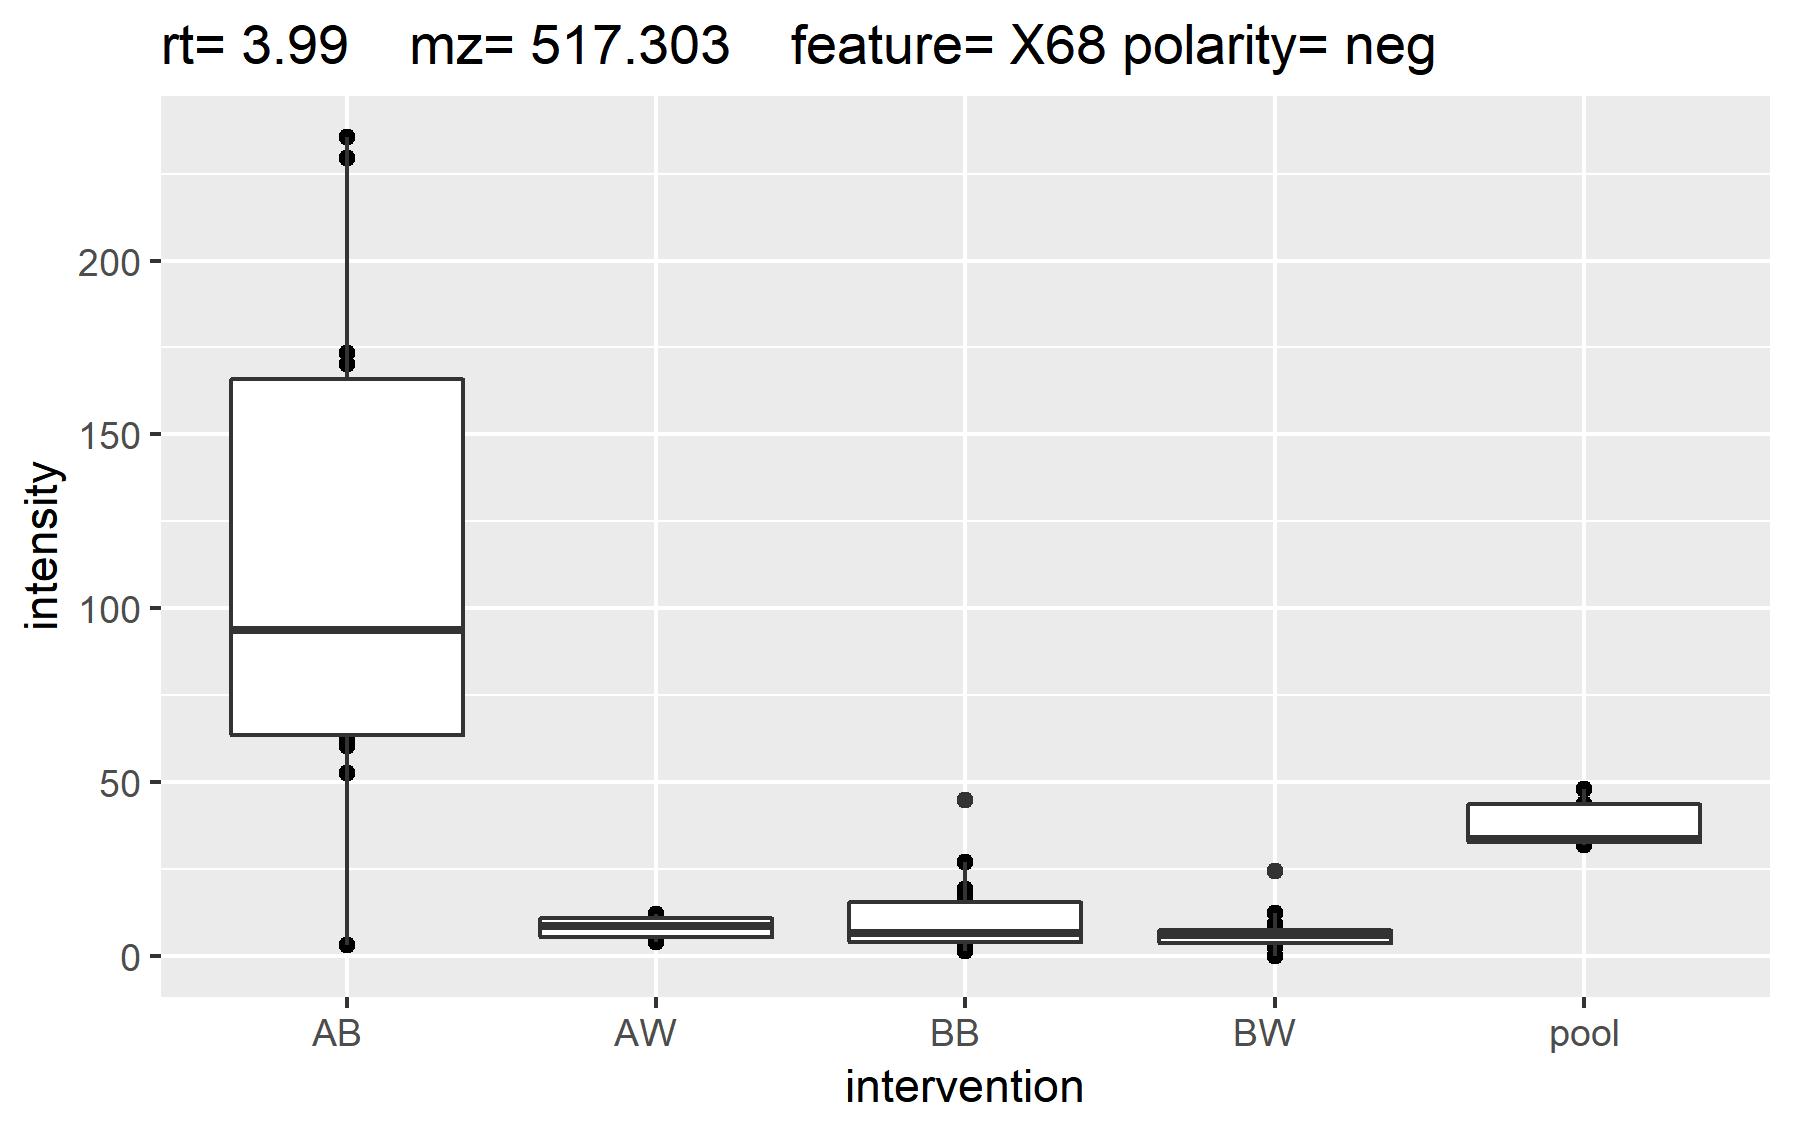 rt= 3.99    mz= 517.303    feature= X68 polarity= neg
intensity
200
150
100
50
0
AB AW BB BW pool
intervention